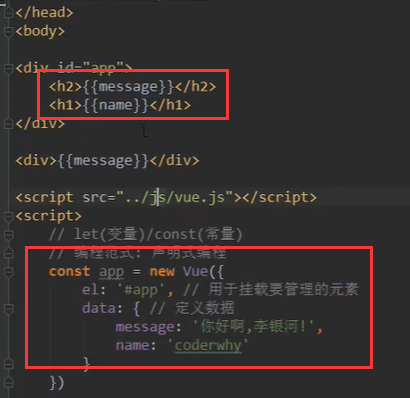 </head>
<body>
<div id="app">
<h2>{{message}}</h2>
<h1>{{name}}</h1>
</div>
<div>{{message}}</div>
<script src="../js/vue.js"></script>
<script>
// let(变量)/const(常量)
// 编程范式: 声明式编程
const app = new Vue({
el: '#app', // 用于挂载要管理的元素
data: { // 定义数据
message: '你好啊,李银河!',
name: 'coderwhy'
}
})